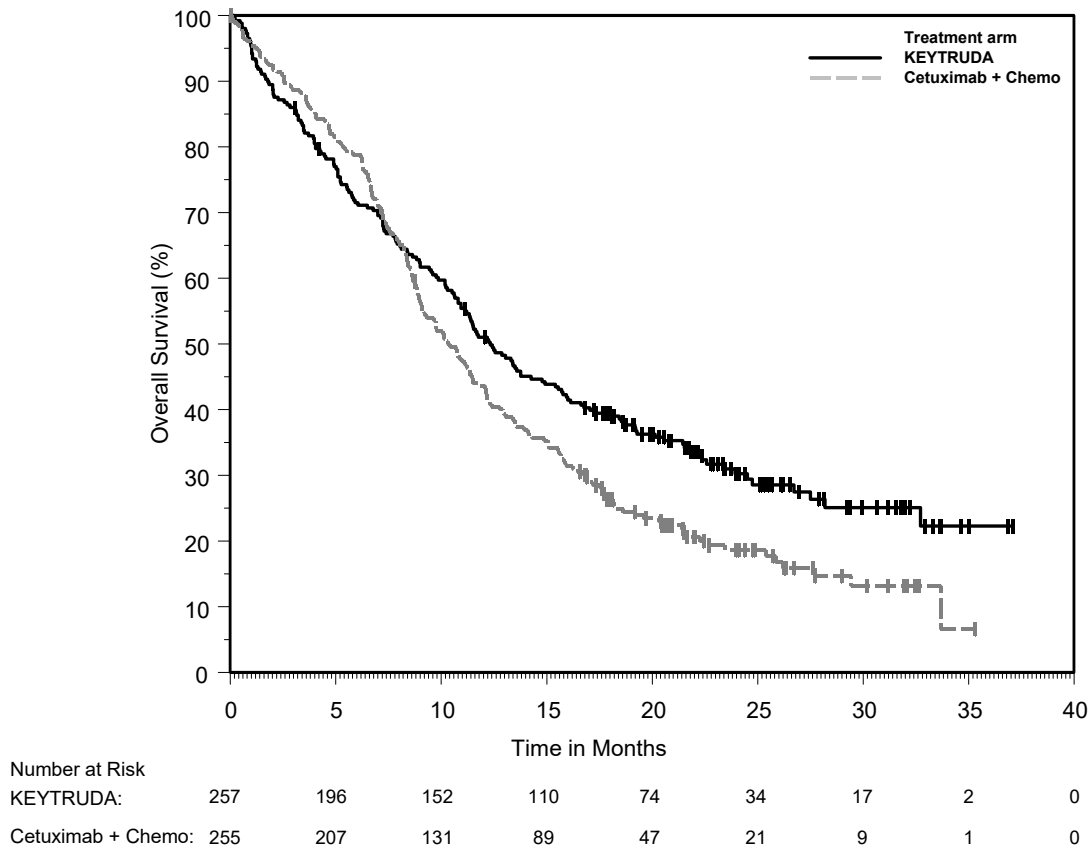 100
90
80
70
60
50
40
30
20
10
0
Overall Survival (%)
Treatment arm
KEYTRUDA
Cetuximab + Chemo
0 5 10 15 20 25 30 35 40
Time in Months
Number at Risk
KEYTRUDA: 257 196 152 110 74 34 17 2 0
Cetuximab + Chemo: 255 207 131 89 47 21 9 1 0